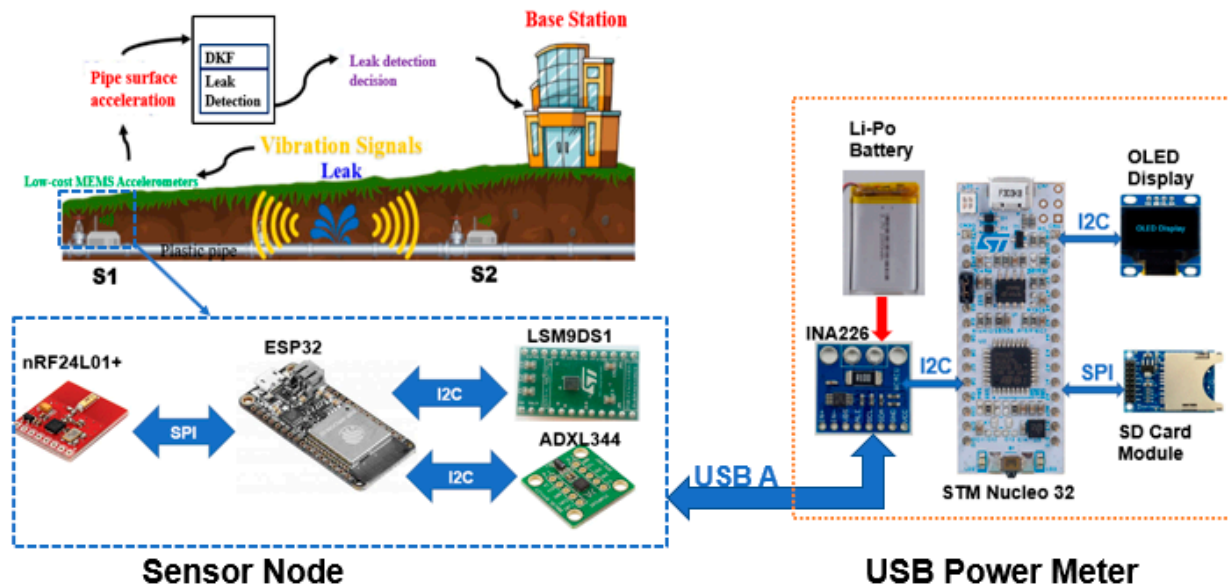 Base Station
DKF
Leak
Detection
Pipe surface
acceleration
Leak detection
decision
Vibration Signals
Leak
Low-cost MEMS Accelerometers
Plastic pipe
S1
S2
nRF24L01+
ESP32
LSM9DS1
SPI
I2C
I2C
ADXL344
Sensor Node
USB A
Li-Po
Battery
OLED
Display
I2C
OLED Display
INA226
R100
I2C
SPI
STM Nucleo 32
SD Card
Module
USB Power Meter